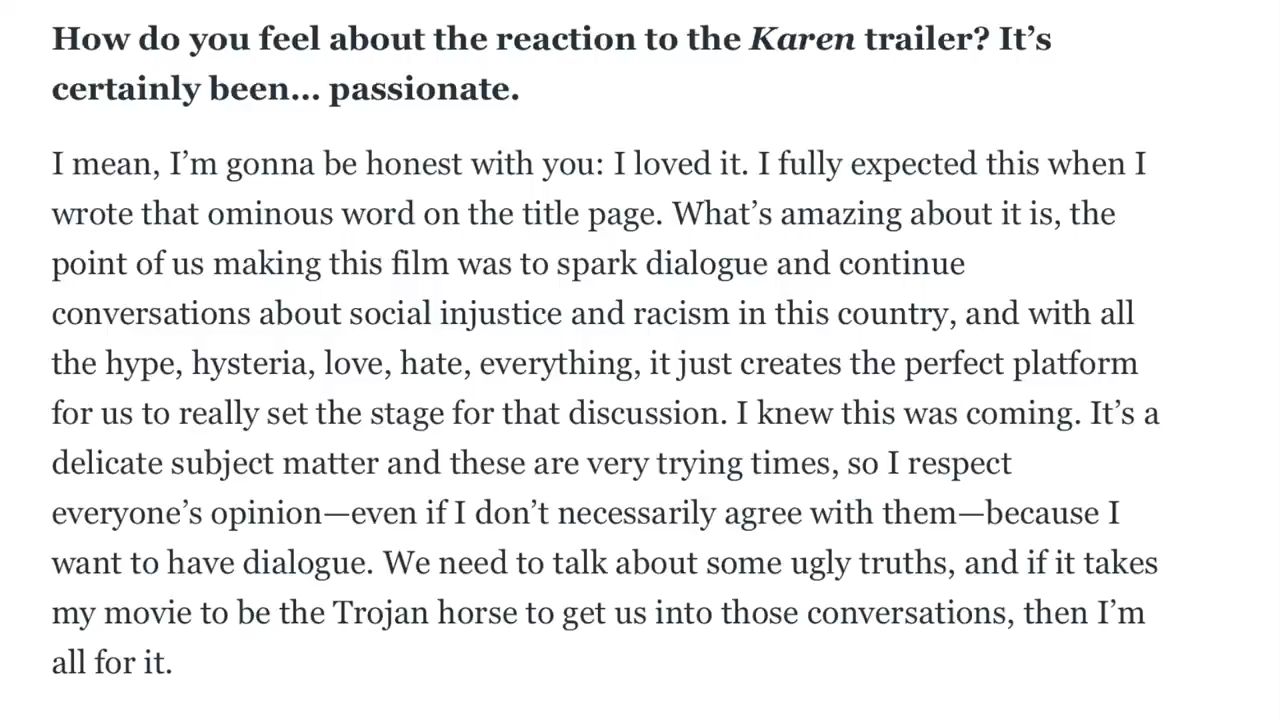 How do you feel about the reaction to the Karen trailer? It’s
certainly been... passionate.
I mean, I’m gonna be honest with you: I loved it. I fully expected this when I
wrote that ominous word on the title page. What’s amazing about it is, the
point of us making this film was to spark dialogue and continue
conversations about social injustice and racism in this country, and with all
the hype, hysteria, love, hate, everything, it just creates the perfect platform
for us to really set the stage for that discussion. I knew this was coming. It’s a
delicate subject matter and these are very trying times, so I respect
everyone’s opinion—even if I don’t necessarily agree with them—because I
want to have dialogue. We need to talk about some ugly truths, and if it takes
my movie to be the Trojan horse to get us into those conversations, then I’m
all for it.